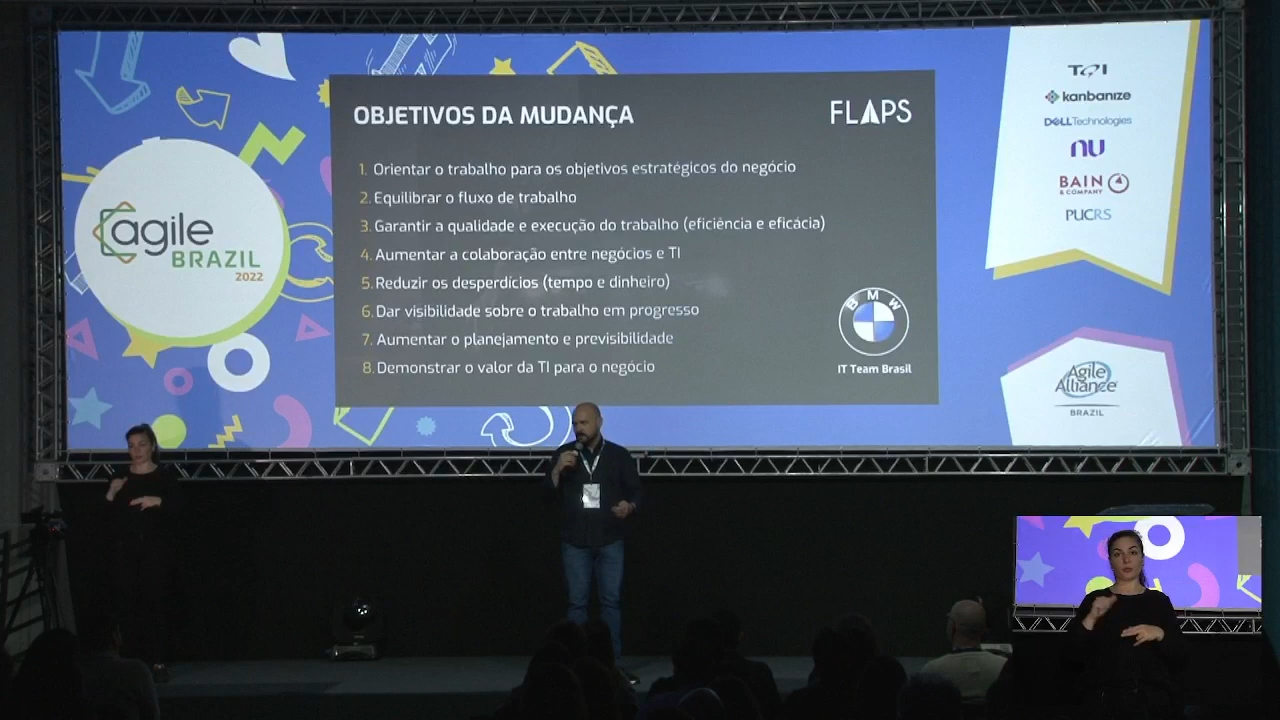 OBJETIVOS DA MUDANÇA
FLAPS
1. Orientar o trabalho para os objetivos estratégicos do negócio
2. Equilibrar o fluxo de trabalho
3. Garantir a qualidade e execução do trabalho (eficiência e eficácia)
4. Aumentar a colaboração entre negócios e TI
5. Reduzir os desperdícios (tempo e dinheiro)
6. Dar visibilidade sobre o trabalho em progresso
7. Aumentar o planejamento e previsibilidade
8. Demonstrar o valor da TI para o negócio
BMW
IT Team Brasil
agile
BRAZIL
2022
kanbanize
DELL Technologies
nu
BAIN
& COMPANY
PUCRS
Agile
Alliance
BRAZIL